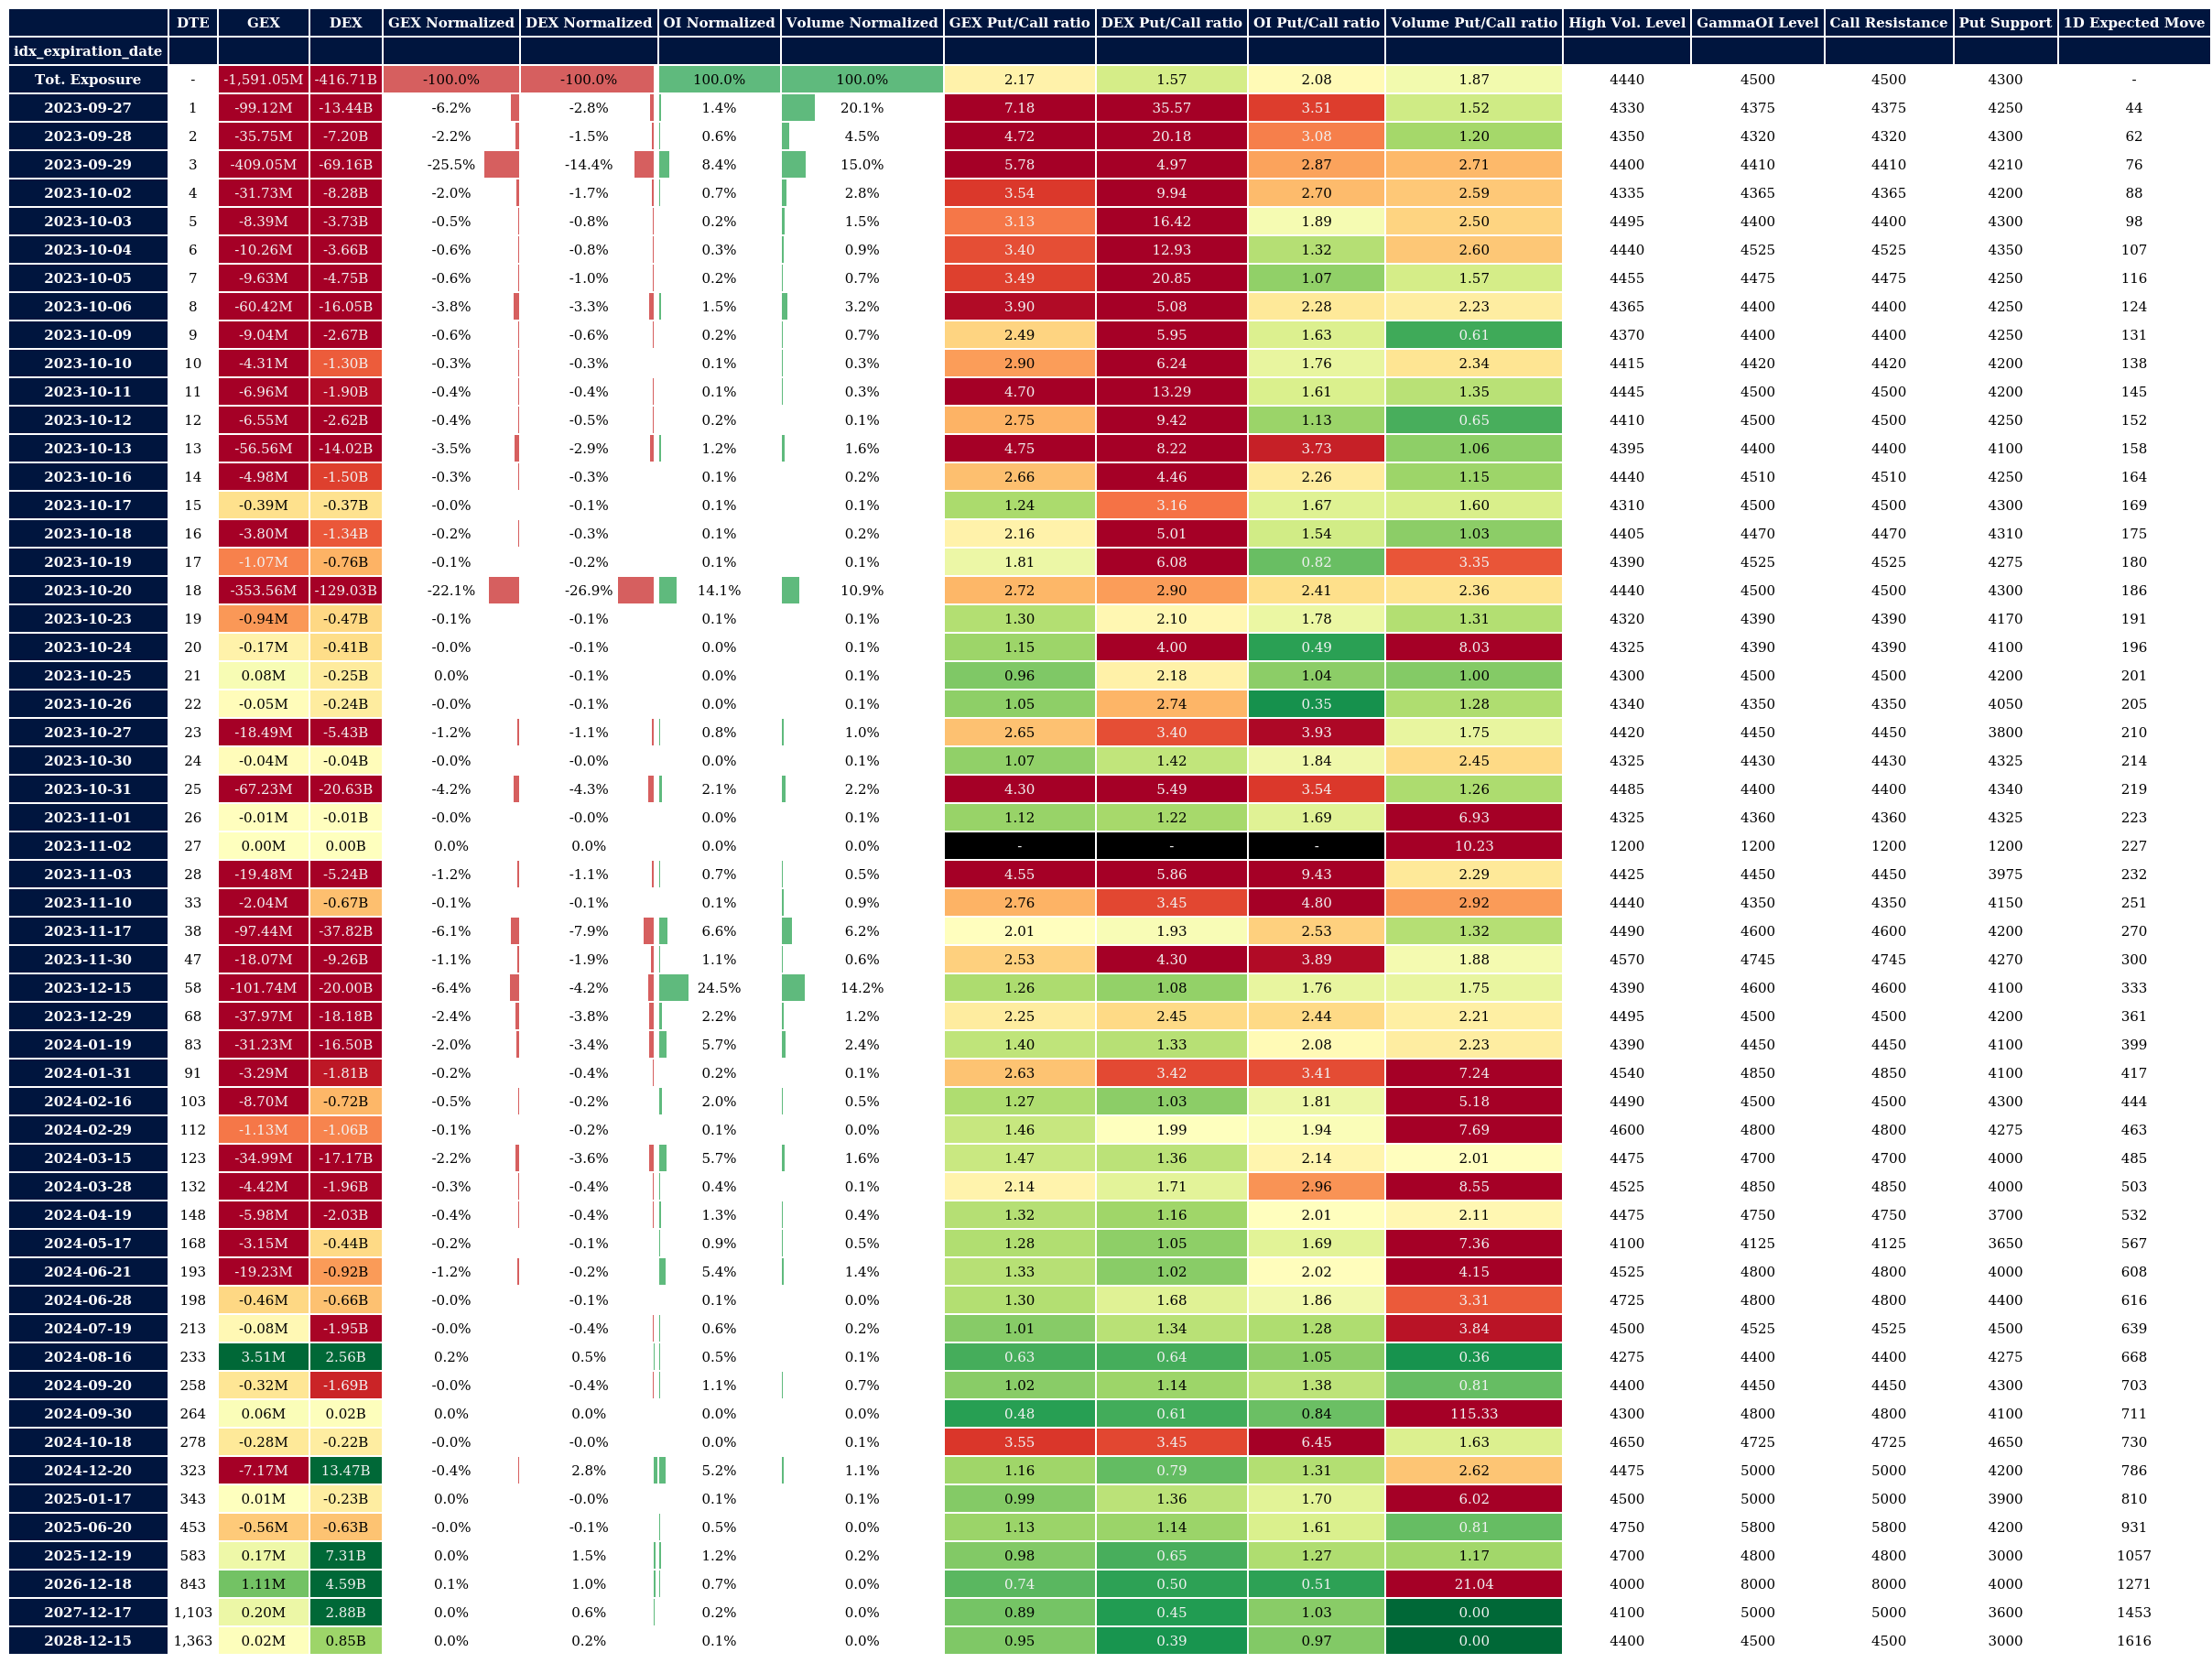 DTE GEX DEX GEX Normalized DEX Normalized OI Normalized Volume Normalized GEX Put/Call ratio DEX Put/Call ratio OI Put/Call ratio Volume Put/Call ratio High Vol. Level GammaOI Level Call Resistance Put Support 1D Expected Move
idx_expiration_date
Tot. Exposure - -1,591.05M -416.71B -100.0% -100.0% 100.0% 100.0% 2.17 1.57 2.08 1.87 4440 4500 4500 4300 -
2023-09-27 1 -99.12M -13.44B -6.2% -2.8% 1.4% 20.1% 7.18 35.57 3.51 1.52 4330 4375 4375 4250 44
2023-09-28 2 -35.75M -7.20B -2.2% -1.5% 0.6% 4.5% 4.72 20.18 3.08 1.20 4350 4320 4320 4300 62
2023-09-29 3 -409.05M -69.16B -25.5% -14.4% 8.4% 15.0% 5.78 4.97 2.87 2.71 4400 4410 4410 4210 76
2023-10-02 4 -31.73M -8.28B -2.0% -1.7% 0.7% 2.8% 3.54 9.94 2.70 2.59 4335 4365 4365 4200 88
2023-10-03 5 -8.39M -3.73B -0.5% -0.8% 0.2% 1.5% 3.13 16.42 1.89 2.50 4495 4400 4400 4300 98
2023-10-04 6 -10.26M -3.66B -0.6% -0.8% 0.3% 0.9% 3.40 12.93 1.32 2.60 4440 4525 4525 4350 107
2023-10-05 7 -9.63M -4.75B -0.6% -1.0% 0.2% 0.7% 3.49 20.85 1.07 1.57 4455 4475 4475 4250 116
2023-10-06 8 -60.42M -16.05B -3.8% -3.3% 1.5% 3.2% 3.90 5.08 2.28 2.23 4365 4400 4400 4250 124
2023-10-09 9 -9.04M -2.67B -0.6% -0.6% 0.2% 0.7% 2.49 5.95 1.63 0.61 4370 4400 4400 4250 131
2023-10-10 10 -4.31M -1.30B -0.3% -0.3% 0.1% 0.3% 2.90 6.24 1.76 2.34 4415 4420 4420 4200 138
2023-10-11 11 -6.96M -1.90B -0.4% -0.4% 0.1% 0.3% 4.70 13.29 1.61 1.35 4445 4500 4500 4200 145
2023-10-12 12 -6.55M -2.62B -0.4% -0.5% 0.2% 0.1% 2.75 9.42 1.13 0.65 4410 4500 4500 4250 152
2023-10-13 13 -56.56M -14.02B -3.5% -2.9% 1.2% 1.6% 4.75 8.22 3.73 1.06 4395 4400 4400 4100 158
2023-10-16 14 -4.98M -1.50B -0.3% -0.3% 0.1% 0.2% 2.66 4.46 2.26 1.15 4440 4510 4510 4250 164
2023-10-17 15 -0.39M -0.37B -0.0% -0.1% 0.1% 0.1% 1.24 3.16 1.67 1.60 4310 4500 4500 4300 169
2023-10-18 16 -3.80M -1.34B -0.2% -0.3% 0.1% 0.2% 2.16 5.01 1.54 1.03 4405 4470 4470 4310 175
2023-10-19 17 -1.07M -0.76B -0.1% -0.2% 0.1% 0.1% 1.81 6.08 0.82 3.35 4390 4525 4525 4275 180
2023-10-20 18 -353.56M -129.03B -22.1% -26.9% 14.1% 10.9% 2.72 2.90 2.41 2.36 4440 4500 4500 4300 186
2023-10-23 19 -0.94M -0.47B -0.1% -0.1% 0.1% 0.1% 1.30 2.10 1.78 1.31 4320 4390 4390 4170 191
2023-10-24 20 -0.17M -0.41B -0.0% -0.1% 0.0% 0.1% 1.15 4.00 0.49 8.03 4325 4390 4390 4100 196
2023-10-25 21 0.08M -0.25B 0.0% -0.1% 0.0% 0.1% 0.96 2.18 1.04 1.00 4300 4500 4500 4200 201
2023-10-26 22 -0.05M -0.24B -0.0% -0.1% 0.0% 0.1% 1.05 2.74 0.35 1.28 4340 4350 4350 4050 205
2023-10-27 23 -18.49M -5.43B -1.2% -1.1% 0.8% 1.0% 2.65 3.40 3.93 1.75 4420 4450 4450 3800 210
2023-10-30 24 -0.04M -0.04B -0.0% -0.0% 0.0% 0.1% 1.07 1.42 1.84 2.45 4325 4430 4430 4325 214
2023-10-31 25 -67.23M -20.63B -4.2% -4.3% 2.1% 2.2% 4.30 5.49 3.54 1.26 4485 4400 4400 4340 219
2023-11-01 26 -0.01M -0.01B -0.0% -0.0% 0.0% 0.1% 1.12 1.22 1.69 6.93 4325 4360 4360 4325 223
2023-11-02 27 0.00M 0.00B 0.0% 0.0% 0.0% 0.0% - - - 10.23 1200 1200 1200 1200 227
2023-11-03 28 -19.48M -5.24B -1.2% -1.1% 0.7% 0.5% 4.55 5.86 9.43 2.29 4425 4450 4450 3975 232
2023-11-10 33 -2.04M -0.67B -0.1% -0.1% 0.1% 0.9% 2.76 3.45 4.80 2.92 4440 4350 4350 4150 251
2023-11-17 38 -97.44M -37.82B -6.1% -7.9% 6.6% 6.2% 2.01 1.93 2.53 1.32 4490 4600 4600 4200 270
2023-11-30 47 -18.07M -9.26B -1.1% -1.9% 1.1% 0.6% 2.53 4.30 3.89 1.88 4570 4745 4745 4270 300
2023-12-15 58 -101.74M -20.00B -6.4% -4.2% 24.5% 14.2% 1.26 1.08 1.76 1.75 4390 4600 4600 4100 333
2023-12-29 68 -37.97M -18.18B -2.4% -3.8% 2.2% 1.2% 2.25 2.45 2.44 2.21 4495 4500 4500 4200 361
2024-01-19 83 -31.23M -16.50B -2.0% -3.4% 5.7% 2.4% 1.40 1.33 2.08 2.23 4390 4450 4450 4100 399
2024-01-31 91 -3.29M -1.81B -0.2% -0.4% 0.2% 0.1% 2.63 3.42 3.41 7.24 4540 4850 4850 4100 417
2024-02-16 103 -8.70M -0.72B -0.5% -0.2% 2.0% 0.5% 1.27 1.03 1.81 5.18 4490 4500 4500 4300 444
2024-02-29 112 -1.13M -1.06B -0.1% -0.2% 0.1% 0.0% 1.46 1.99 1.94 7.69 4600 4800 4800 4275 463
2024-03-15 123 -34.99M -17.17B -2.2% -3.6% 5.7% 1.6% 1.47 1.36 2.14 2.01 4475 4700 4700 4000 485
2024-03-28 132 -4.42M -1.96B -0.3% -0.4% 0.4% 0.1% 2.14 1.71 2.96 8.55 4525 4850 4850 4000 503
2024-04-19 148 -5.98M -2.03B -0.4% -0.4% 1.3% 0.4% 1.32 1.16 2.01 2.11 4475 4750 4750 3700 532
2024-05-17 168 -3.15M -0.44B -0.2% -0.1% 0.9% 0.5% 1.28 1.05 1.69 7.36 4100 4125 4125 3650 567
2024-06-21 193 -19.23M -0.92B -1.2% -0.2% 5.4% 1.4% 1.33 1.02 2.02 4.15 4525 4800 4800 4000 608
2024-06-28 198 -0.46M -0.66B -0.0% -0.1% 0.1% 0.0% 1.30 1.68 1.86 3.31 4725 4800 4800 4400 616
2024-07-19 213 -0.08M -1.95B -0.0% -0.4% 0.6% 0.2% 1.01 1.34 1.28 3.84 4500 4525 4525 4500 639
2024-08-16 233 3.51M 2.56B 0.2% 0.5% 0.5% 0.1% 0.63 0.64 1.05 0.36 4275 4400 4400 4275 668
2024-09-20 258 -0.32M -1.69B -0.0% -0.4% 1.1% 0.7% 1.02 1.14 1.38 0.81 4400 4450 4450 4300 703
2024-09-30 264 0.06M 0.02B 0.0% 0.0% 0.0% 0.0% 0.48 0.61 0.84 115.33 4300 4800 4800 4100 711
2024-10-18 278 -0.28M -0.22B -0.0% -0.0% 0.0% 0.1% 3.55 3.45 6.45 1.63 4650 4725 4725 4650 730
2024-12-20 323 -7.17M 13.47B -0.4% 2.8% 5.2% 1.1% 1.16 0.79 1.31 2.62 4475 5000 5000 4200 786
2025-01-17 343 0.01M -0.23B 0.0% -0.0% 0.1% 0.1% 0.99 1.36 1.70 6.02 4500 5000 5000 3900 810
2025-06-20 453 -0.56M -0.63B -0.0% -0.1% 0.5% 0.0% 1.13 1.14 1.61 0.81 4750 5800 5800 4200 931
2025-12-19 583 0.17M 7.31B 0.0% 1.5% 1.2% 0.2% 0.98 0.65 1.27 1.17 4700 4800 4800 3000 1057
2026-12-18 843 1.11M 4.59B 0.1% 1.0% 0.7% 0.0% 0.74 0.50 0.51 21.04 4000 8000 8000 4000 1271
2027-12-17 1,103 0.20M 2.88B 0.0% 0.6% 0.2% 0.0% 0.89 0.45 1.03 0.00 4100 5000 5000 3600 1453
2028-12-15 1,363 0.02M 0.85B 0.0% 0.2% 0.1% 0.0% 0.95 0.39 0.97 0.00 4400 4500 4500 3000 1616